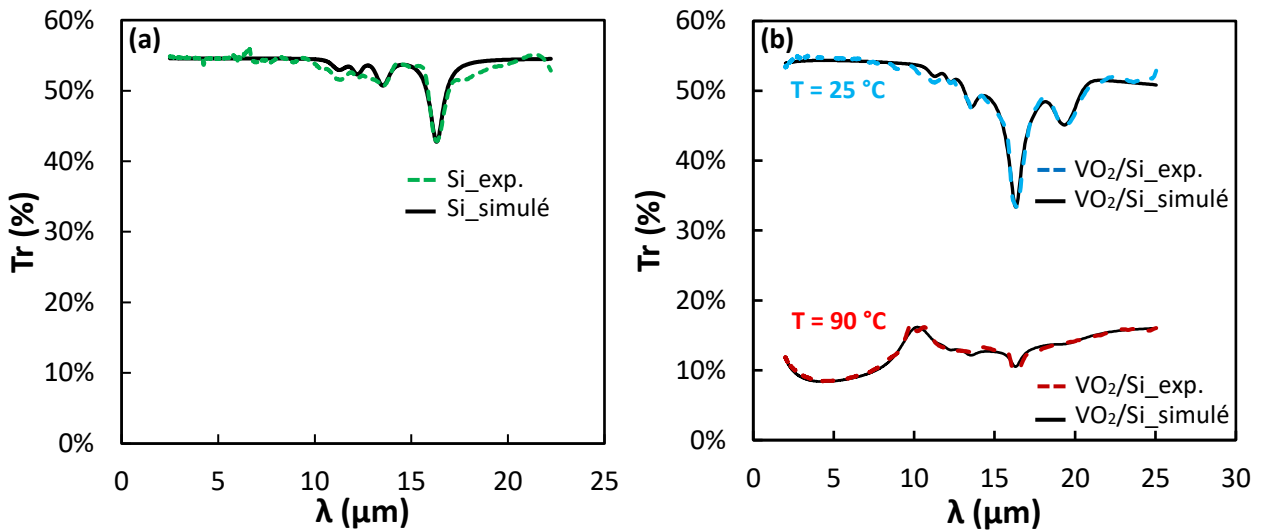 (a)
60%
50%
40%
30%
20%
10%
0%
Tr (%)
Si_exp.
Si_simulé
0 5 10 15 20 25
λ (µm)
(b)
60%
50%
40%
30%
20%
10%
0%
Tr (%)
T = 25 °C
VO₂/Si_exp.
VO₂/Si_simulé
T = 90 °C
VO₂/Si_exp.
VO₂/Si_simulé
0 5 10 15 20 25 30
λ (µm)